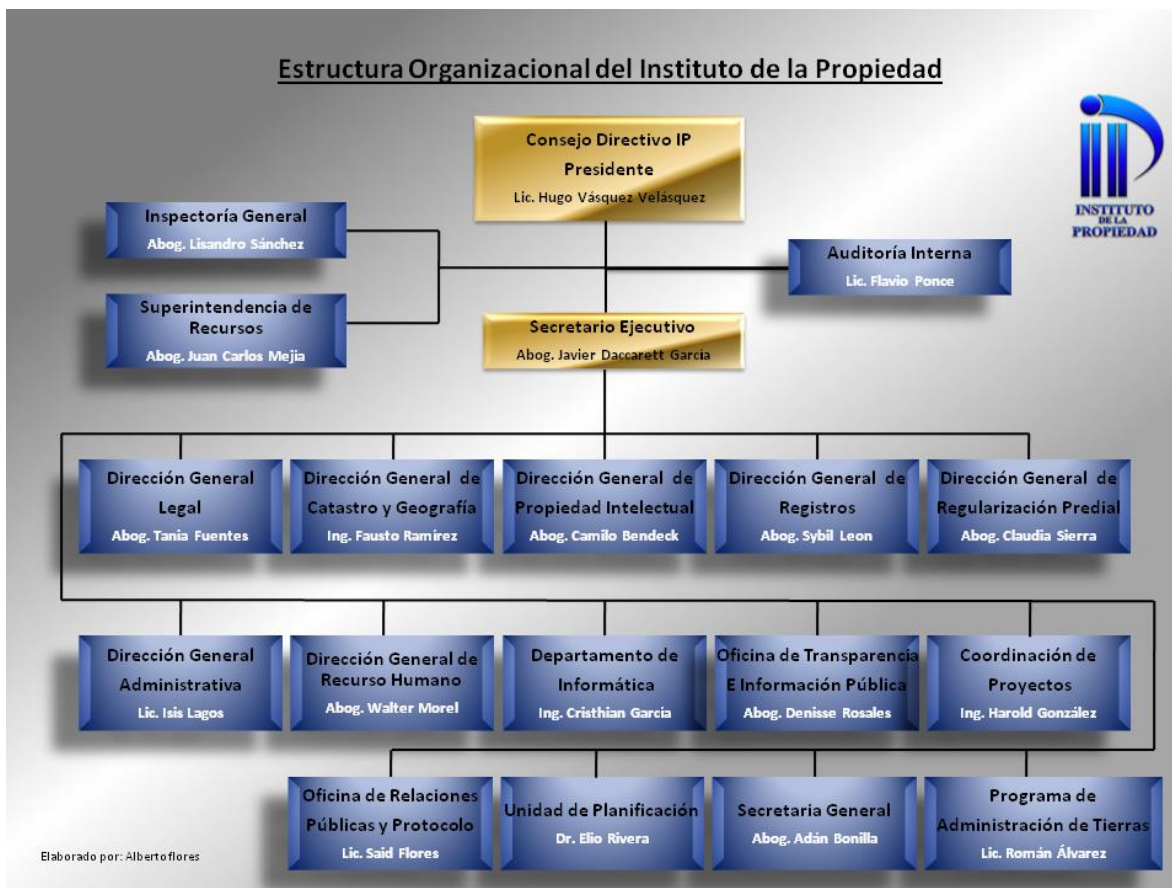 Estructura Organizacional del Instituto de la Propiedad
INSTITUTO
DE LA
PROPIEDAD
Consejo Directivo IP
Presidente
Lic. Hugo Vásquez Velásquez
Inspectoría General
Abog. Lisandro Sánchez
Auditoría Interna
Lic. Flavio Ponce
Superintendencia de
Recursos
Abog. Juan Carlos Mejia
Secretario Ejecutivo
Abog. Javier Daccarett García
Dirección General
Legal
Abog. Tania Fuentes
Dirección General de
Catastro y Geografía
Ing. Fausto Ramirez
Dirección General de
Propiedad Intelectual
Abog. Camilo Bendeck
Dirección General de
Registros
Abog. Sybil Leon
Dirección General de
Regularización Predial
Abog. Claudia Sierra
Dirección General
Administrativa
Lic. Isis Lagos
Dirección General de
Recurso Humano
Abog. Walter Morel
Departamento de
Informática
Ing. Cristhian Garcia
Oficina de Transparencia
E Información Pública
Abog. Denisse Rosales
Coordinación de
Proyectos
Ing. Harold González
Oficina de Relaciones
Públicas y Protocolo
Lic. Said Flores
Unidad de Planificación
Dr. Elio Rivera
Secretaria General
Abog. Adán Bonilla
Programa de
Administración de Tierras
Lic. Román Álvarez
Elaborado por: Alberto flores